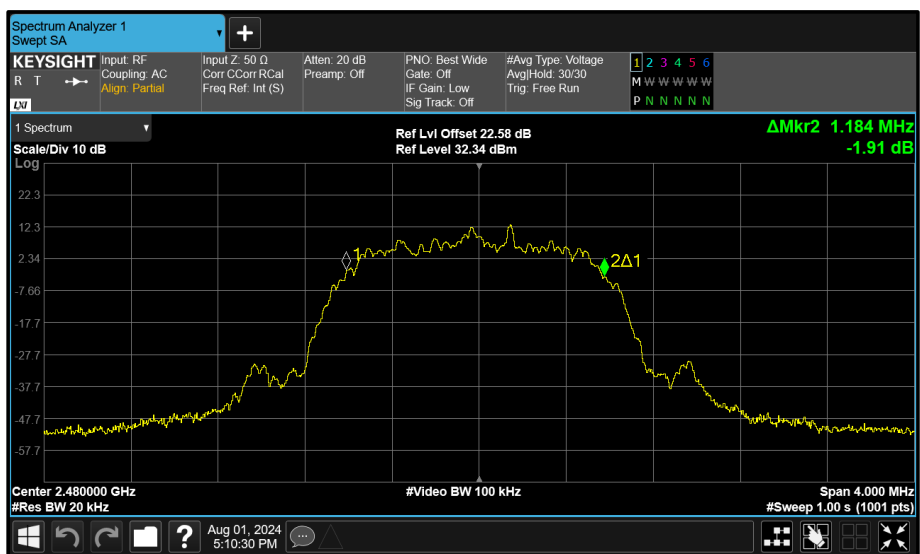 Spectrum Analyzer 1
Swept SA
+
KEYSIGHT
R T
LXI
Input: RF
Coupling: AC
Align: Partial
Input Z: 50 Ω
Corr CCorr RCal
Freq Ref: Int (S)
Atten: 20 dB
Preamp: Off
PNO: Best Wide
Gate: Off
IF Gain: Low
Sig Track: Off
#Avg Type: Voltage
Avg|Hold: 30/30
Trig: Free Run
1 2 3 4 5 6
M W W W W W
P N N N N N
1 Spectrum
Scale/Div 10 dB
Log
Ref Lvl Offset 22.58 dB
Ref Level 32.34 dBm
ΔMkr2 1.184 MHz
-1.91 dB
22.3
12.3
2.34
-7.66
-17.7
-27.7
-37.7
-47.7
-57.7
1
2Δ1
Center 2.480000 GHz
#Res BW 20 kHz
#Video BW 100 kHz
Span 4.000 MHz
#Sweep 1.00 s (1001 pts)
?
Aug 01, 2024
5:10:30 PM